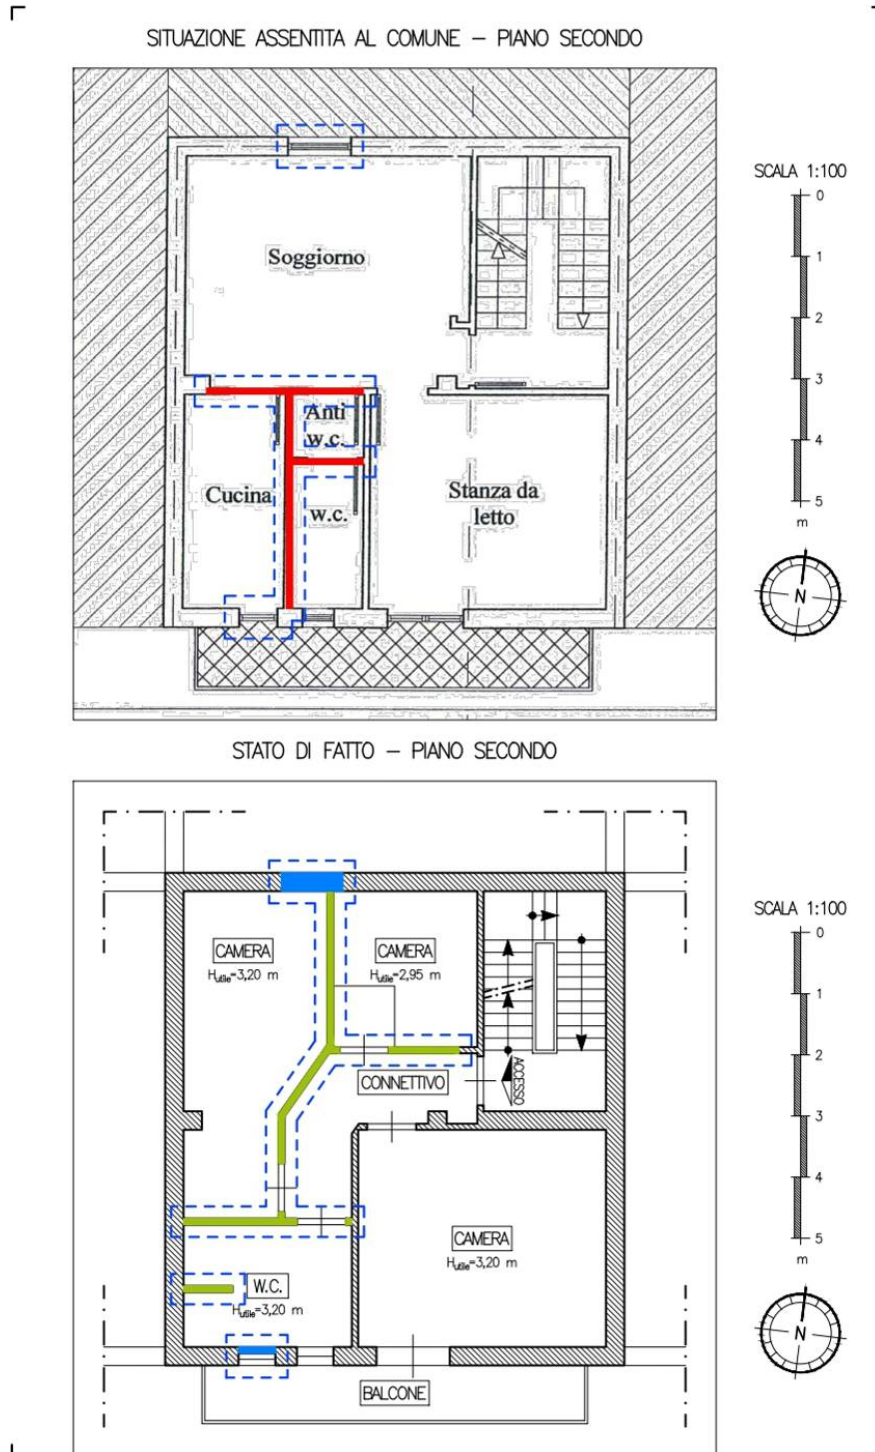 SITUAZIONE ASSENTITA AL COMUNE – PIANO SECONDO
SCALA 1:100
0
1
2
3
4
5
m
N
Soggiorno
Anti
w.c.
Cucina
w.c.
Stanza da
letto
STATO DI FATTO – PIANO SECONDO
SCALA 1:100
0
1
2
3
4
5
m
N
CAMERA
Hutile=3,20 m
CAMERA
Hutile=2,95 m
CONNETTIVO
ACCESSO
CAMERA
Hutile=3,20 m
W.C.
Hutile=3,20 m
BALCONE